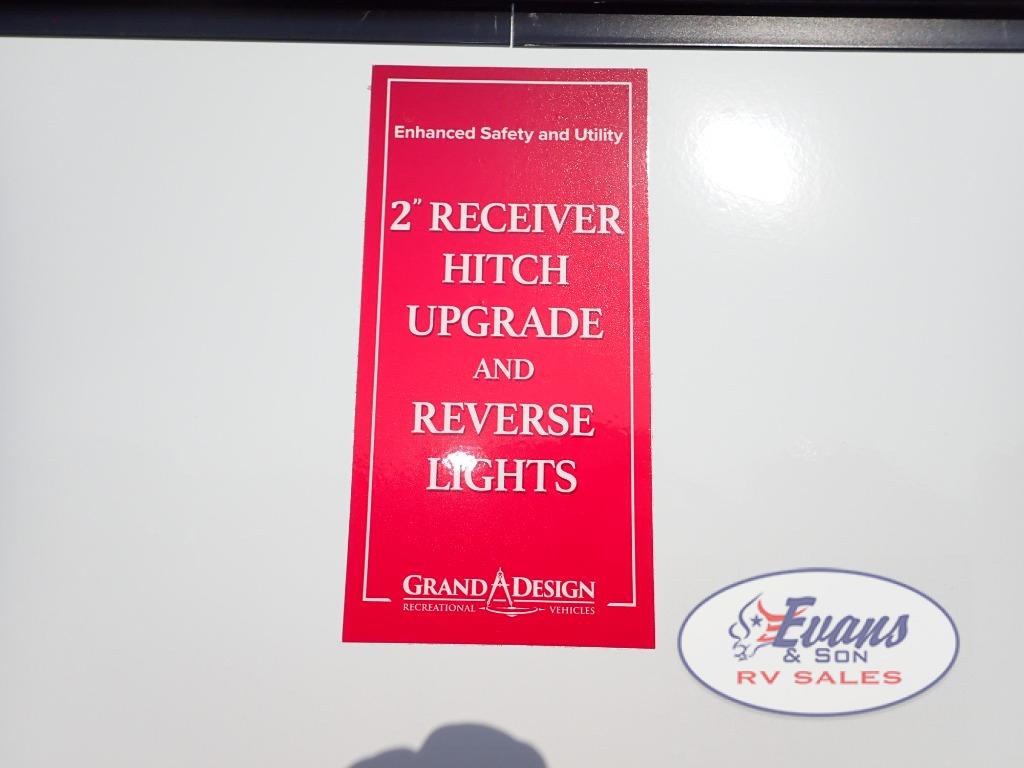 Enhanced Safety and Utility
2" RECEIVER
HITCH
UPGRADE
AND
REVERSE
LIGHTS
GRAND DESIGN
RECREATIONAL VEHICLES
Evans
& SON
RV SALES